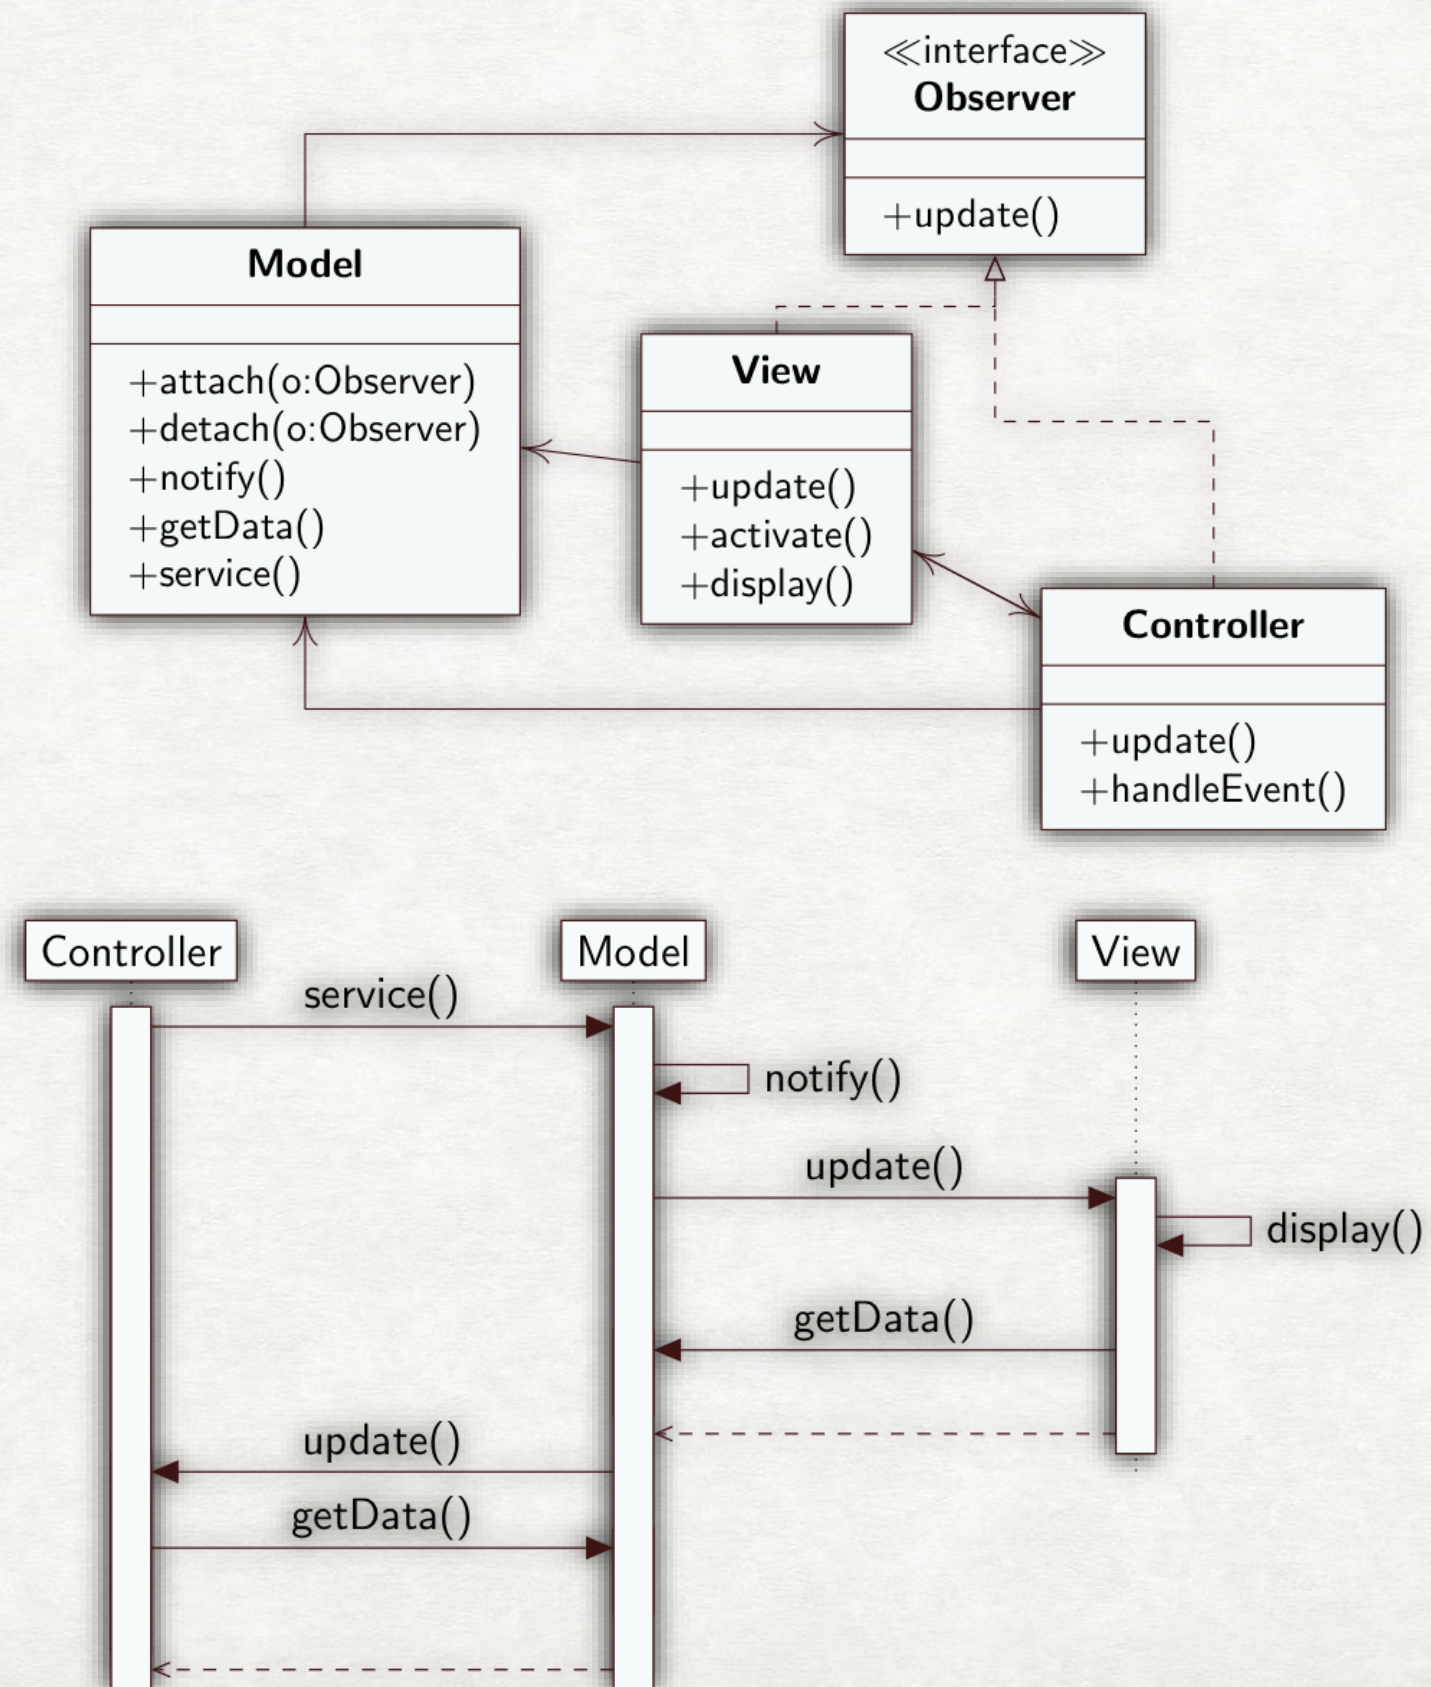 ≪interface≫
Observer
+update()
Model
+attach(o:Observer)
+detach(o:Observer)
+notify()
+getData()
+service()
View
+update()
+activate()
+display()
Controller
+update()
+handleEvent()
Controller
Model
View
service()
notify()
update()
display()
getData()
update()
getData()